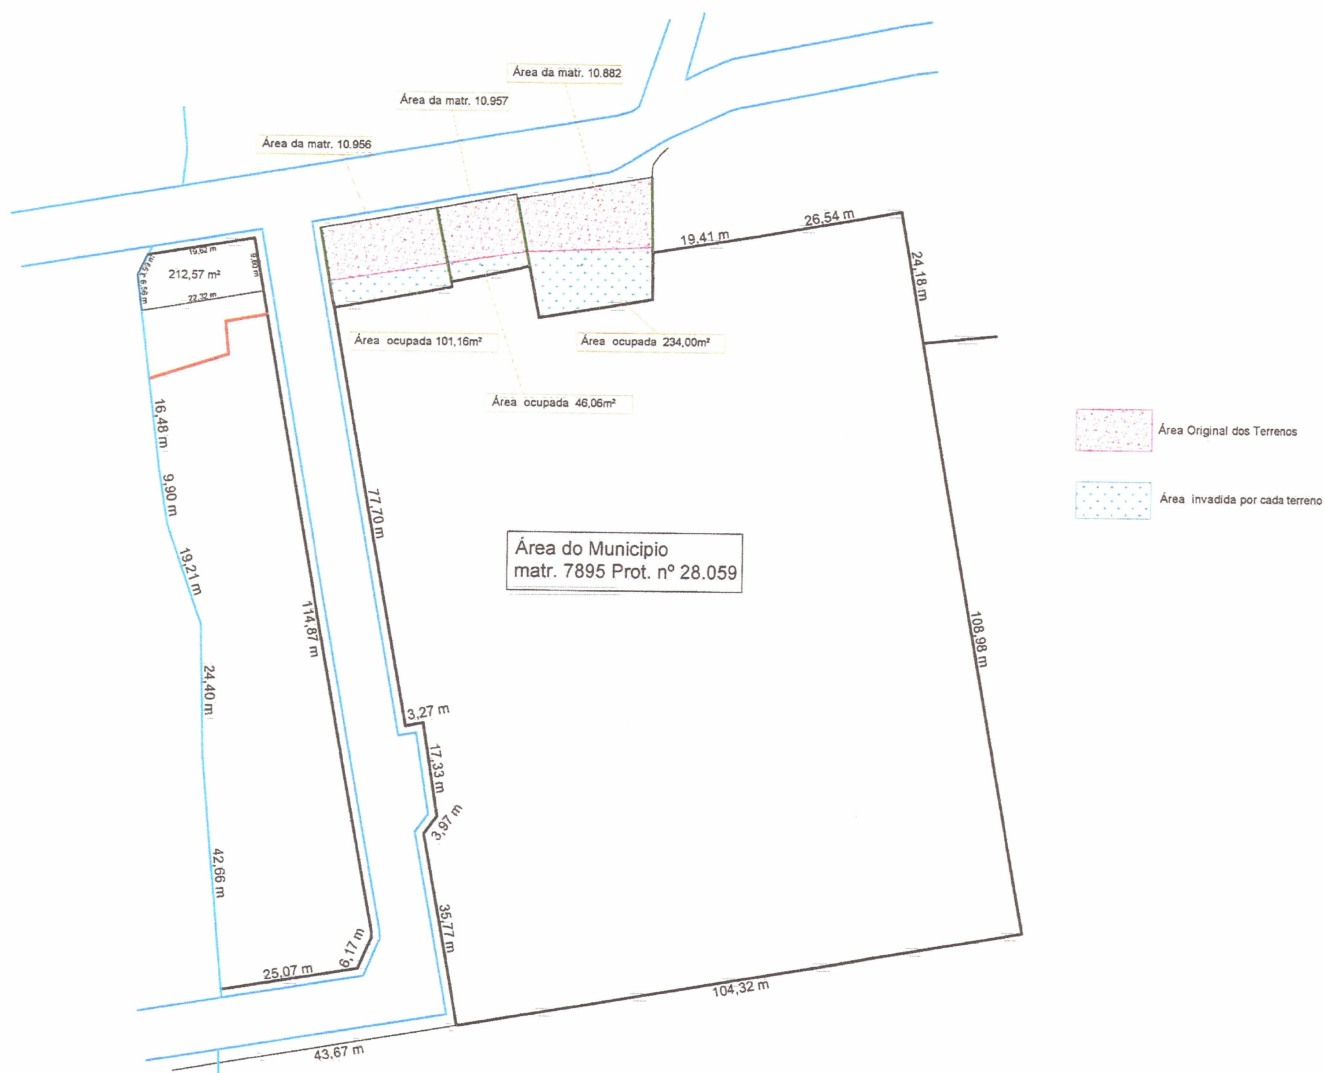 Área da matr. 10.882
Área da matr. 10.957
Área da matr. 10.956
26,54 m
19,41 m
24,18 m
19,62 m
9,60 m
212,57 m²
6,56 m
22,32 m
Área ocupada 101,16m²
Área ocupada 234,00m²
Área ocupada 46,06m²
16,48 m
9,90 m
19,21 m
24,40 m
42,66 m
114,87 m
77,70 m
Área Original dos Terrenos
Área invadida por cada terreno
Área do Municipio
matr. 7895 Prot. nº 28.059
108,98 m
3,27 m
17,33 m
3,97 m
35,77 m
6,17 m
25,07 m
104,32 m
43,67 m